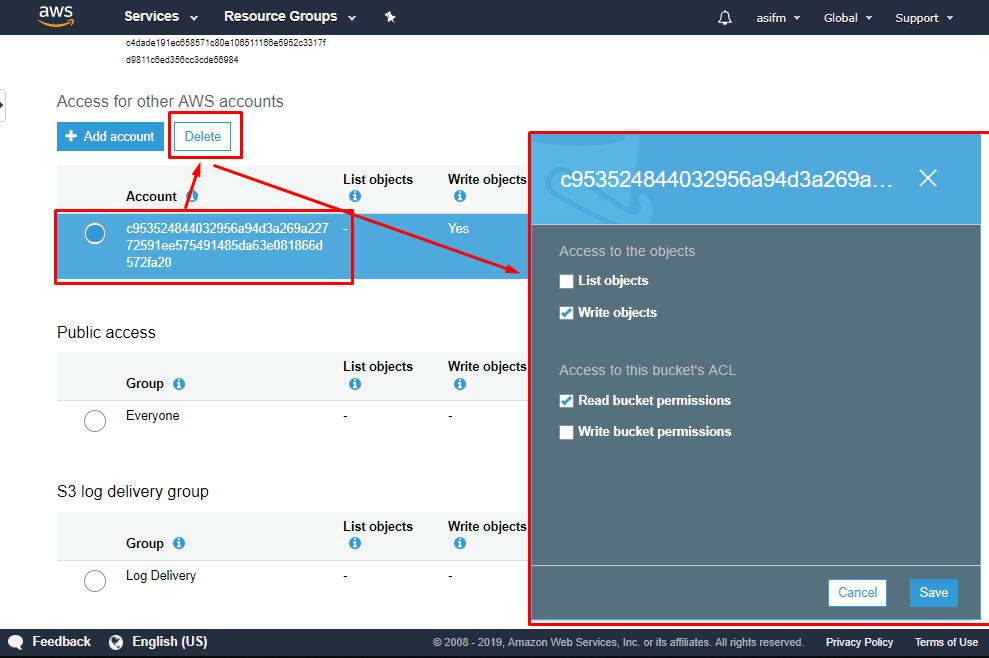 aws
Services
Resource Groups
asifm
Global
Support
c4dade191ec658571c80e106511166e5952c3317f
d9811c6ed356cc3cde56984
Access for other AWS accounts
+ Add account
Delete
Account
List objects
Write objects
c953524844032956a94d3a269a227
72591ee575491485da63e081866d
572fa20
-
Yes
Public access
Group
List objects
Write objects
Everyone
-
-
S3 log delivery group
Group
List objects
Write objects
Log Delivery
-
-
c953524844032956a94d3a269a…
Access to the objects
List objects
Write objects
Access to this bucket's ACL
Read bucket permissions
Write bucket permissions
Cancel
Save
Feedback
English (US)
© 2008 - 2019, Amazon Web Services, Inc. or its affiliates. All rights reserved.
Privacy Policy
Terms of Use